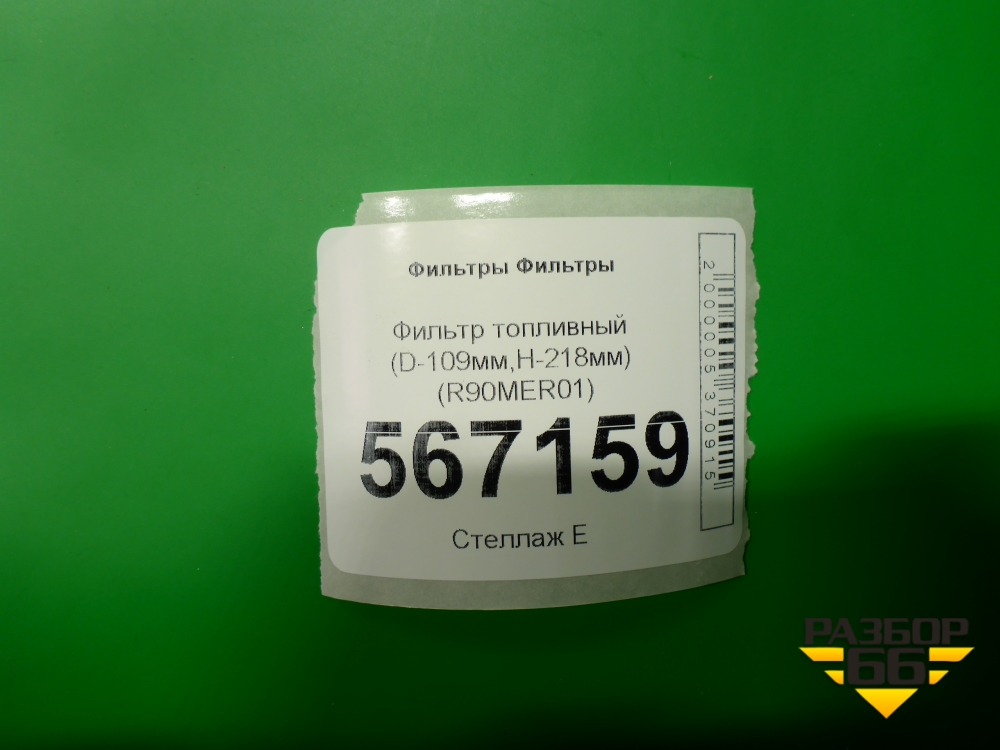 Фильтры Фильтры
Фильтр топливный
(D-109мм,H-218мм)
(R90MER01)
567159
Стеллаж Е
2000005370915
РАЗБОР
66